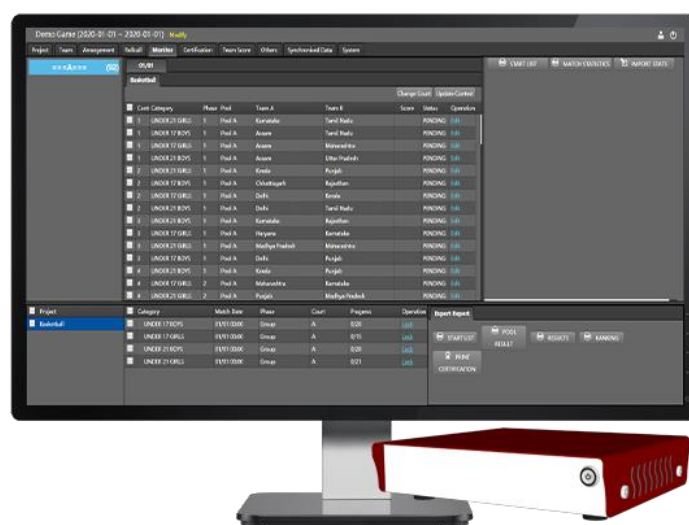 Demo Game (2020-01-01 ~ 2020-01-01) Modify
Project Team Arrangement Rollcall Monitor Certification Team Score Others Synchronised Data System
A (92)
01/01
START LIST MATCH STATISTICS IMPORT STATS
Basketball
Change Court Update Contest
Cont Category Phase Pool Team A Team B Score Status Operation
1 UNDER 21 GIRLS 1 Pool A Karnataka Tamil Nadu PENDING Edit
1 UNDER 17 BOYS 1 Pool A Assam Tamil Nadu PENDING Edit
1 UNDER 17 GIRLS 1 Pool A Assam Maharashtra PENDING Edit
1 UNDER 21 BOYS 1 Pool A Assam Uttar Pradesh PENDING Edit
2 UNDER 21 GIRLS 1 Pool A Kerala Punjab PENDING Edit
2 UNDER 17 BOYS 1 Pool A Chhattisgarh Rajasthan PENDING Edit
2 UNDER 17 GIRLS 1 Pool A Delhi Kerala PENDING Edit
2 UNDER 21 BOYS 1 Pool A Delhi Tamil Nadu PENDING Edit
3 UNDER 21 BOYS 1 Pool A Karnataka Rajasthan PENDING Edit
3 UNDER 17 GIRLS 1 Pool A Haryana Karnataka PENDING Edit
3 UNDER 21 GIRLS 1 Pool A Madhya Pradesh Maharashtra PENDING Edit
3 UNDER 17 BOYS 1 Pool A Delhi Punjab PENDING Edit
4 UNDER 21 BOYS 1 Pool A Kerala Punjab PENDING Edit
4 UNDER 17 GIRLS 2 Pool A Maharashtra Karnataka PENDING Edit
4 UNDER 21 GIRLS 2 Pool A Punjab Madhya Pradesh PENDING Edit
Project
Category Match Date Phase Court Progress Operation
Export Report
Basketball
UNDER 17 BOYS 01/01 00:00 Group A 0/20 Lock
UNDER 17 GIRLS 01/01 00:00 Group A 0/15 Lock
UNDER 21 BOYS 01/01 00:00 Group A 0/20 Lock
UNDER 21 GIRLS 01/01 00:00 Group A 0/21 Lock
START LIST POOL RESULT RESULTS RANKING
PRINT CERTIFICATION